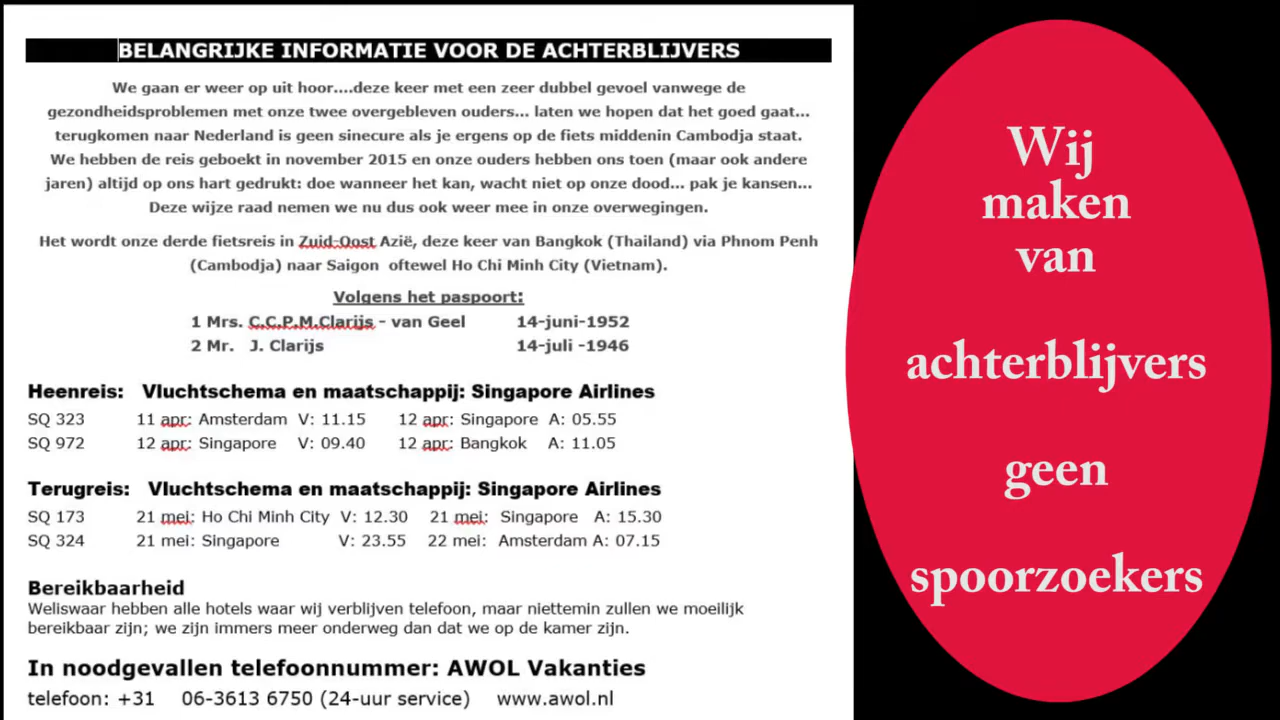 BELANGRIJKE INFORMATIE VOOR DE ACHTERBLIJVERS
We gaan er weer op uit hoor....deze keer met een zeer dubbel gevoel vanwege de
gezondheidsproblemen met onze twee overgebleven ouders... laten we hopen dat het goed gaat...
terugkomen naar Nederland is geen sinecure als je ergens op de fiets middenin Cambodja staat.
We hebben de reis geboekt in november 2015 en onze ouders hebben ons toen (maar ook andere
jaren) altijd op ons hart gedrukt: doe wanneer het kan, wacht niet op onze dood... pak je kansen...
Deze wijze raad nemen we nu dus ook weer mee in onze overwegingen.
Het wordt onze derde fietsreis in Zuid-Oost Azië, deze keer van Bangkok (Thailand) via Phnom Penh
(Cambodja) naar Saigon oftewel Ho Chi Minh City (Vietnam).
Volgens het paspoort:
1 Mrs. C.C.P.M.Clarijs - van Geel 14-juni-1952
2 Mr. J. Clarijs 14-juli -1946
Heenreis: Vluchtschema en maatschappij: Singapore Airlines
SQ 323 11 apr: Amsterdam V: 11.15 12 apr: Singapore A: 05.55
SQ 972 12 apr: Singapore V: 09.40 12 apr: Bangkok A: 11.05
Terugreis: Vluchtschema en maatschappij: Singapore Airlines
SQ 173 21 mei: Ho Chi Minh City V: 12.30 21 mei: Singapore A: 15.30
SQ 324 21 mei: Singapore V: 23.55 22 mei: Amsterdam A: 07.15
Bereikbaarheid
Weliswaar hebben alle hotels waar wij verblijven telefoon, maar niettemin zullen we moeilijk
bereikbaar zijn; we zijn immers meer onderweg dan dat we op de kamer zijn.
In noodgevallen telefoonnummer: AWOL Vakanties
telefoon: +31 06-3613 6750 (24-uur service) www.awol.nl
Wij
maken
van
achterblijvers
geen
spoorzoekers